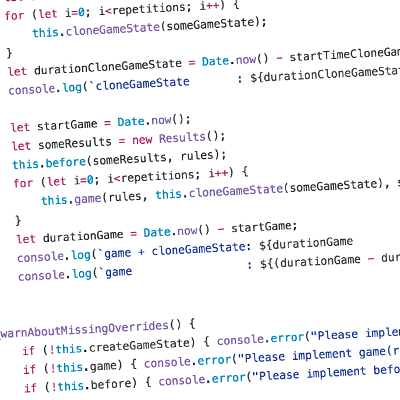 for (let i=0; i<repetitions; i++) {
this.cloneGameState(someGameState);
}
let durationCloneGameState = Date.now() - startTimeCloneGam
console.log(`cloneGameState : ${durationCloneGameSta
let startGame = Date.now();
let someResults = new Results();
this.before(someResults, rules);
for (let i=0; i<repetitions; i++) {
this.game(rules, this.cloneGameState(someGameState), s
}
let durationGame = Date.now() - startGame;
console.log(`game + cloneGameState: ${durationGame
console.log(`game : ${(durationGame - dur
warnAboutMissingOverrides() {
if (!this.createGameState) { console.error("Please implem
if (!this.game) { console.error("Please implement game(r
if (!this.before) { console.error("Please implement befo